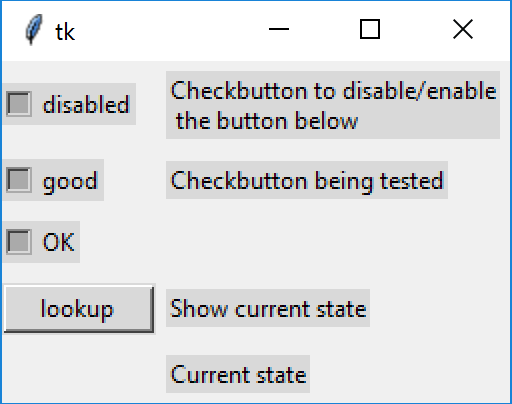 tk
disabled
Checkbutton to disable/enable
the button below
good
Checkbutton being tested
OK
lookup
Show current state
Current state